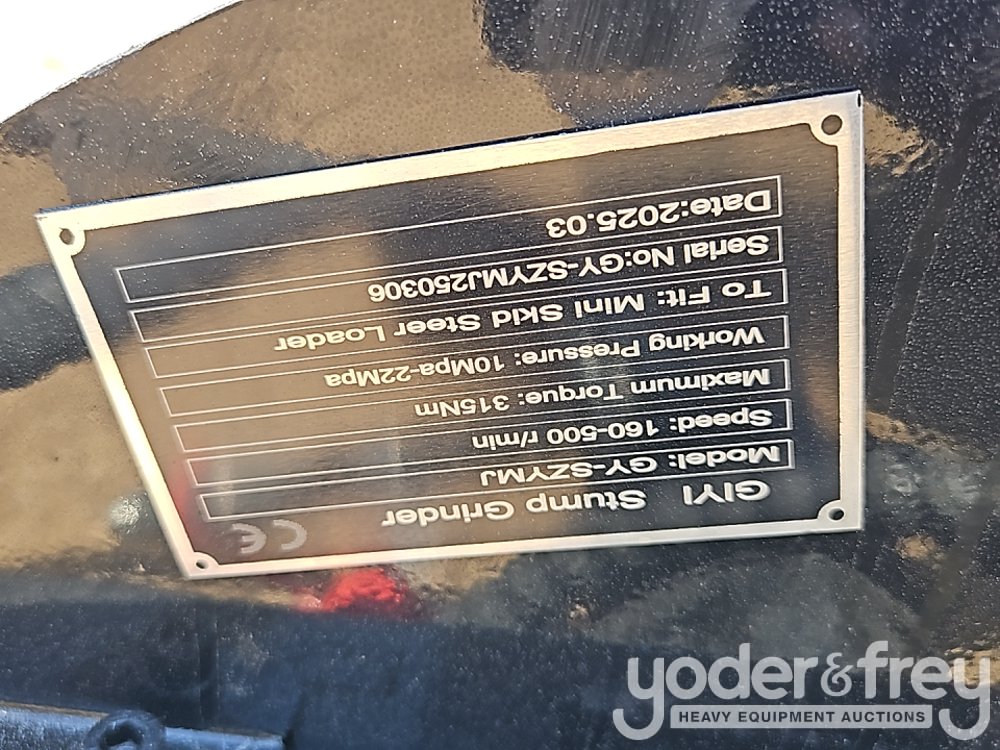 GIYI Stump Grinder CE
Model: GY-SZYMJ
Speed: 160-500 r/min
Maximum Torque: 315Nm
Working Pressure: 10Mpa-22Mpa
To Fit: Mini Skid Steer Loader
Serial No:GY-SZYMJ250306
Date:2025.03
yoder&frey
HEAVY EQUIPMENT AUCTIONS